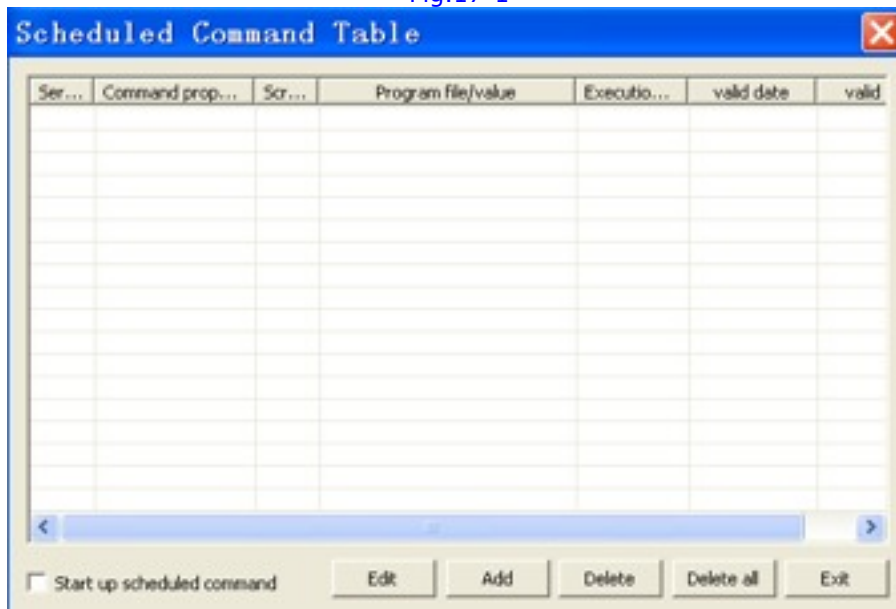 Scheduled Command Table
Ser... Command prop... Scr... Program file/value Executio... valid date valid
Start up scheduled command Edit Add Delete Delete all Exit